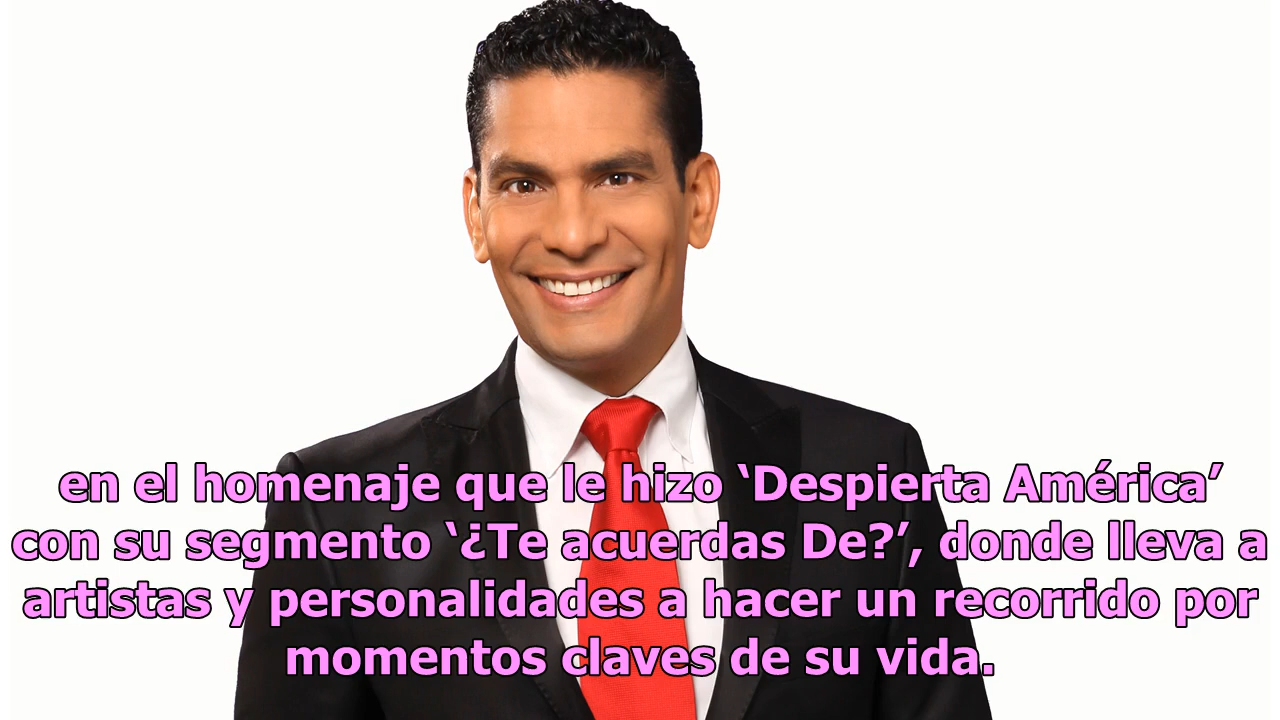 en el homenaje que le hizo ‘Despierta América’
con su segmento ‘¿Te acuerdas De?’, donde lleva a
artistas y personalidades a hacer un recorrido por
momentos claves de su vida.